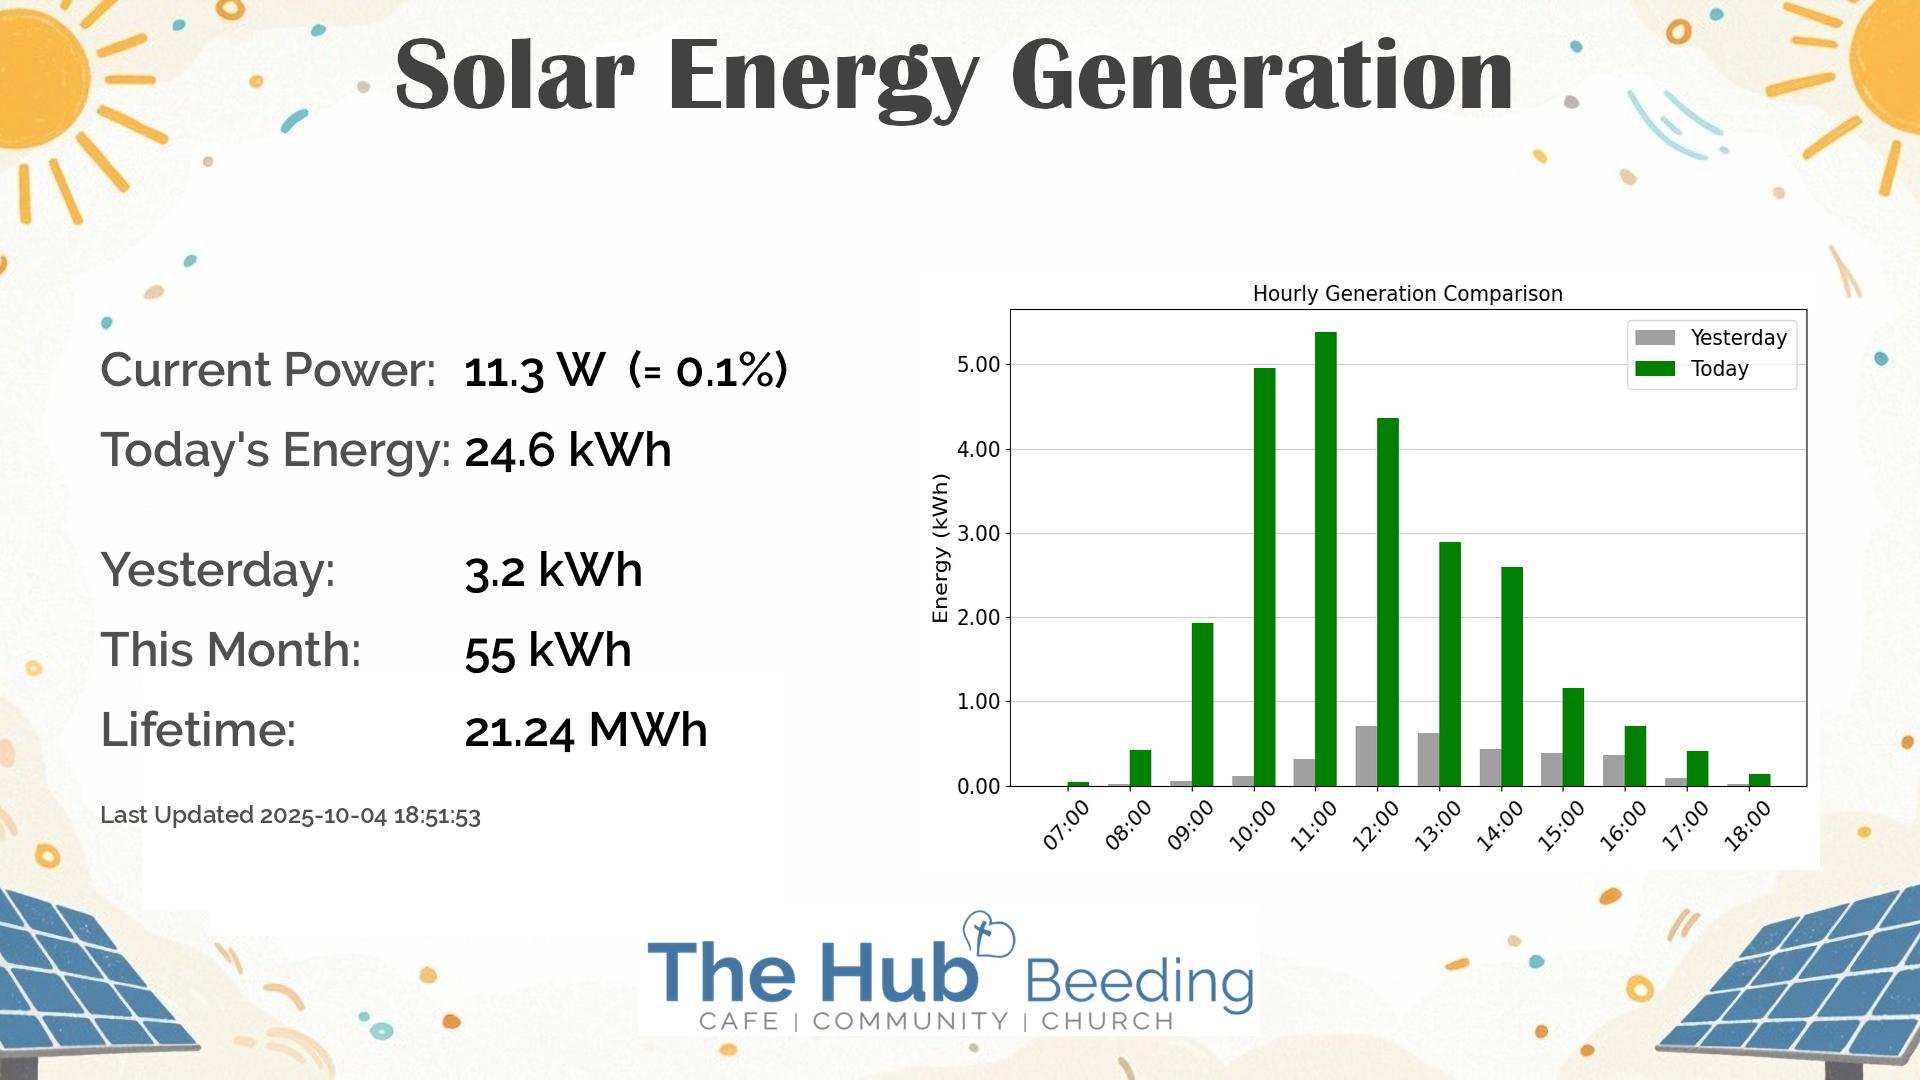 Solar Energy Generation
Current Power: 11.3 W (= 0.1%)
Today's Energy: 24.6 kWh
Yesterday: 3.2 kWh
This Month: 55 kWh
Lifetime: 21.24 MWh
Last Updated 2025-10-04 18:51:53
Hourly Generation Comparison
Yesterday
Today
Energy (kWh)
5.00
4.00
3.00
2.00
1.00
0.00
07:00 08:00 09:00 10:00 11:00 12:00 13:00 14:00 15:00 16:00 17:00 18:00
The Hub Beeding
CAFE | COMMUNITY | CHURCH